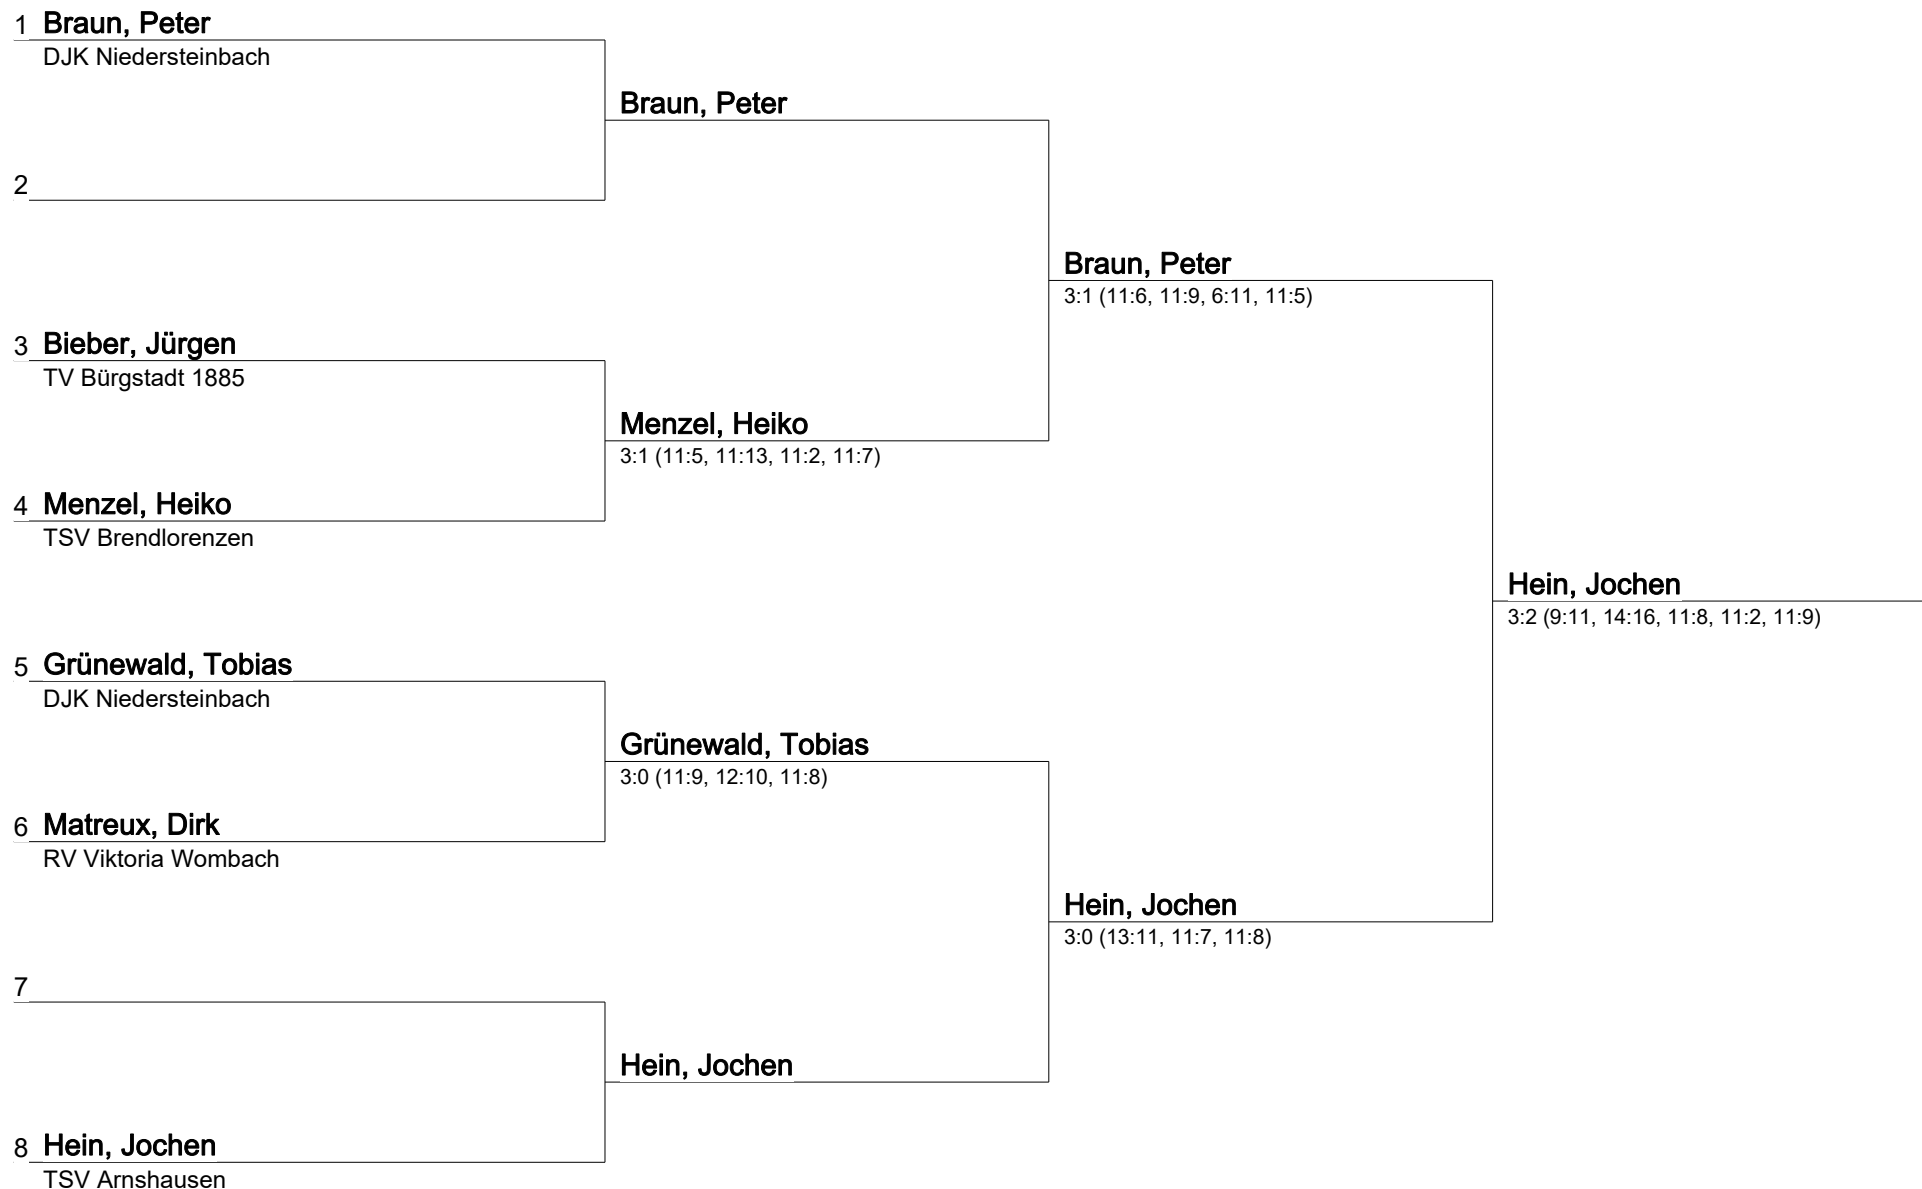 1 Braun, Peter
DJK Niedersteinbach
Braun, Peter
2
Braun, Peter
3:1 (11:6, 11:9, 6:11, 11:5)
3 Bieber, Jürgen
TV Bürgstadt 1885
Menzel, Heiko
3:1 (11:5, 11:13, 11:2, 11:7)
4 Menzel, Heiko
TSV Brendlorenzen
Hein, Jochen
3:2 (9:11, 14:16, 11:8, 11:2, 11:9)
5 Grünewald, Tobias
DJK Niedersteinbach
Grünewald, Tobias
3:0 (11:9, 12:10, 11:8)
6 Matreux, Dirk
RV Viktoria Wombach
Hein, Jochen
3:0 (13:11, 11:7, 11:8)
7
Hein, Jochen
8 Hein, Jochen
TSV Arnshausen